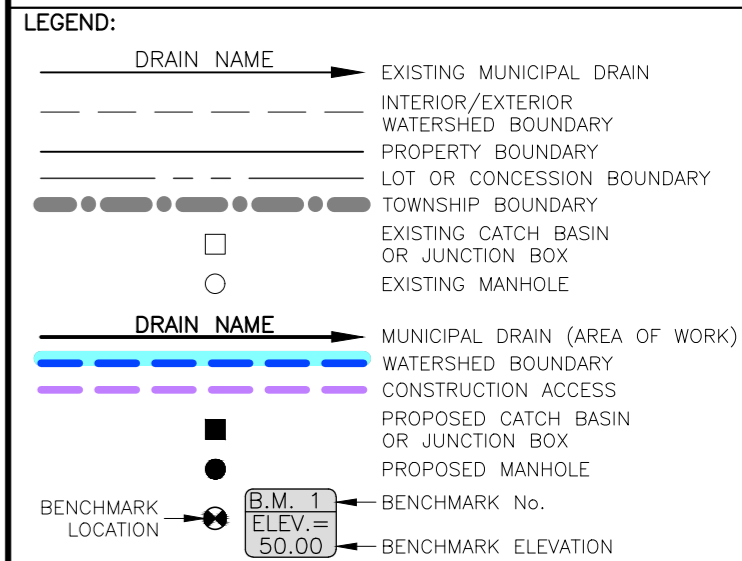 LEGEND:
DRAIN NAME
EXISTING MUNICIPAL DRAIN
INTERIOR/EXTERIOR
WATERSHED BOUNDARY
PROPERTY BOUNDARY
LOT OR CONCESSION BOUNDARY
TOWNSHIP BOUNDARY
EXISTING CATCH BASIN
OR JUNCTION BOX
EXISTING MANHOLE
DRAIN NAME
MUNICIPAL DRAIN (AREA OF WORK)
WATERSHED BOUNDARY
CONSTRUCTION ACCESS
PROPOSED CATCH BASIN
OR JUNCTION BOX
PROPOSED MANHOLE
BENCHMARK
LOCATION
B.M. 1
ELEV.=
50.00
BENCHMARK No.
BENCHMARK ELEVATION